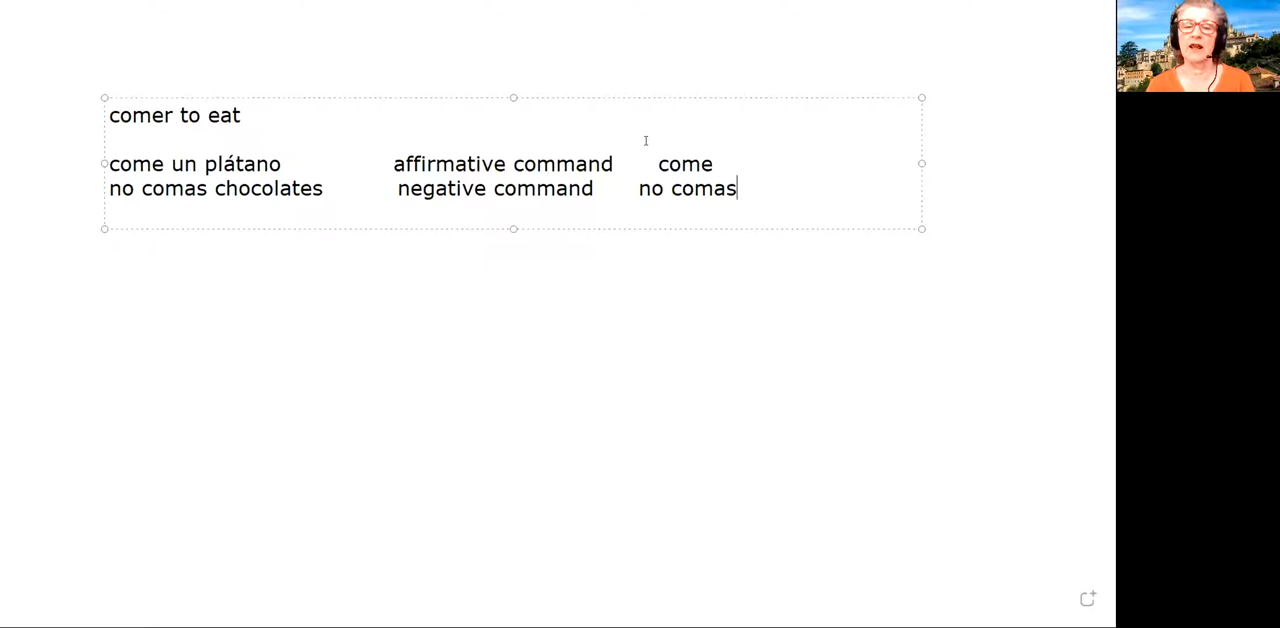 comer to eat
come un plátano affirmative command come
no comas chocolates negative command no comas